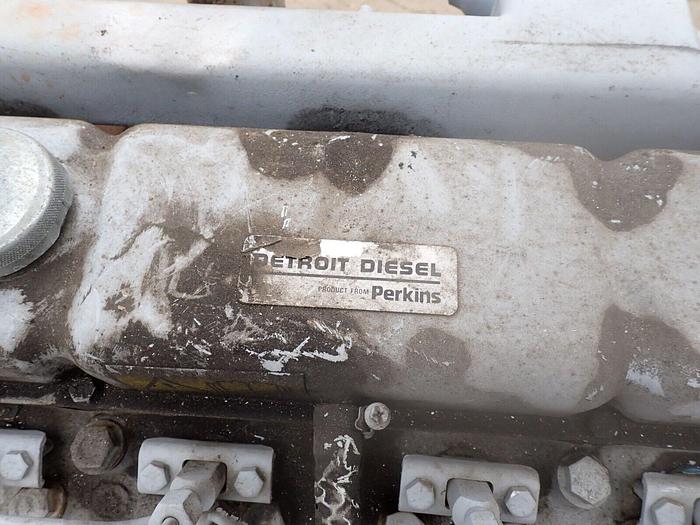 DETROIT DIESEL
PRODUCT FROM Perkins